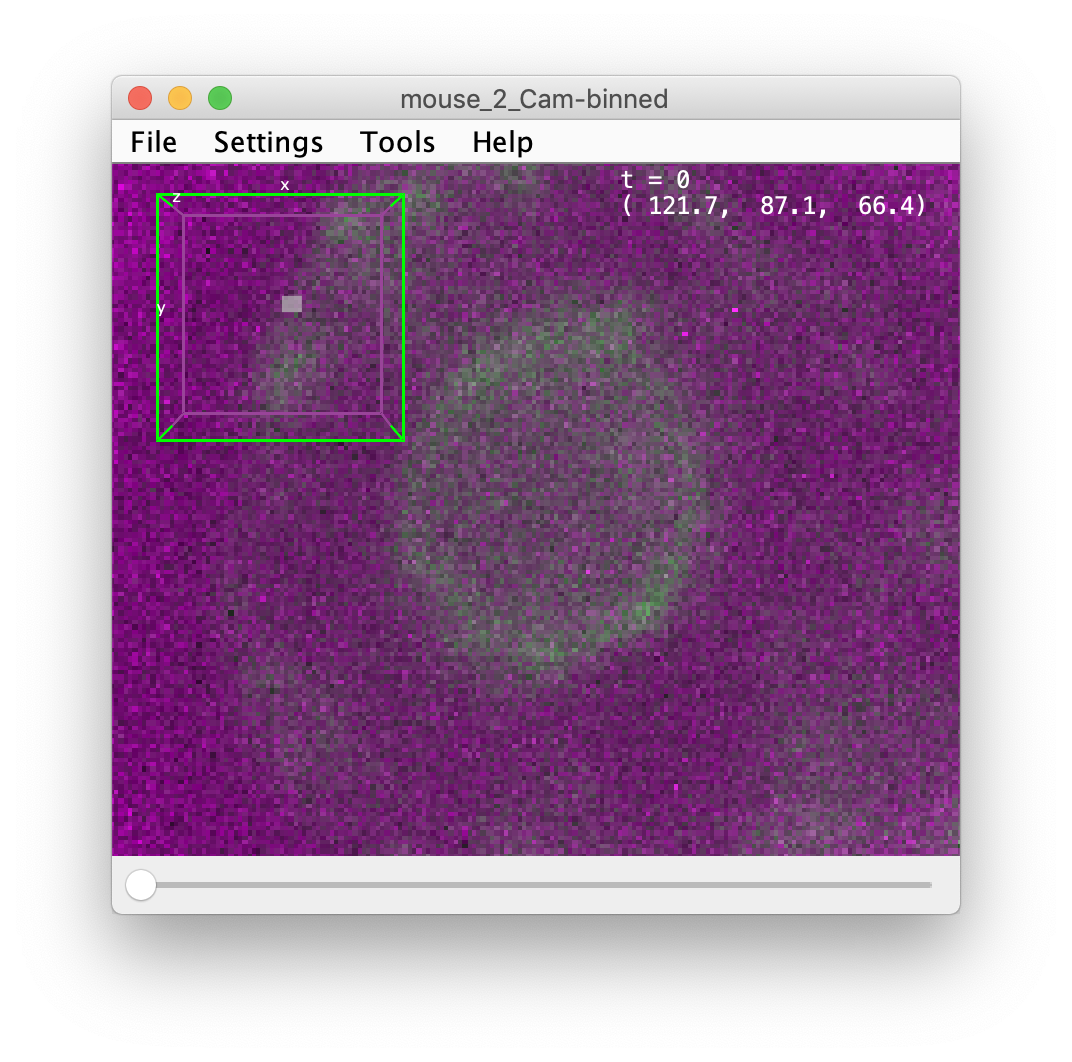 mouse_2_Cam-binned
File Settings Tools Help
x
t = 0
z
( 121.7, 87.1, 66.4)
y